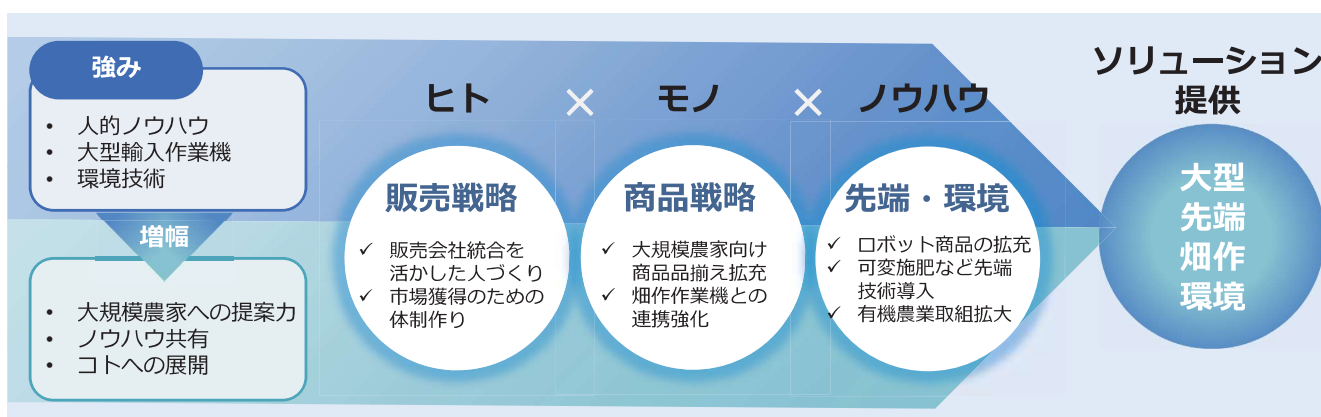 強み
• 人的ノウハウ
• 大型輸入作業機
• 環境技術
増幅
• 大規模農家への提案力
• ノウハウ共有
• コトへの展開
ヒト × モノ × ノウハウ
販売戦略
✓ 販売会社統合を
活かした人づくり
✓ 市場獲得のための
体制作り
商品戦略
✓ 大規模農家向け
商品品揃え拡充
✓ 畑作作業機との
連携強化
先端・環境
✓ ロボット商品の拡充
✓ 可変施肥など先端
技術導入
✓ 有機農業取組拡大
ソリューション
提供
大型
先端
畑作
環境